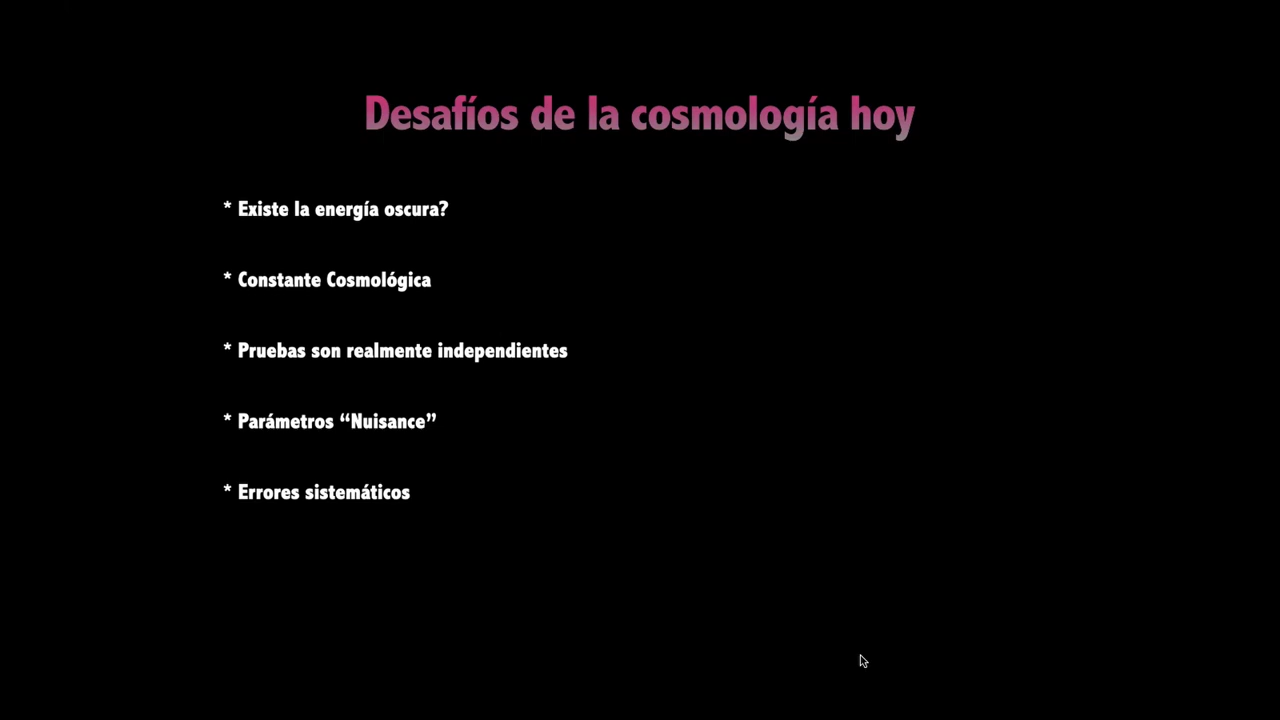 Desafíos de la cosmología hoy
* Existe la energía oscura?
* Constante Cosmológica
* Pruebas son realmente independientes
* Parámetros “Nuisance”
* Errores sistemáticos